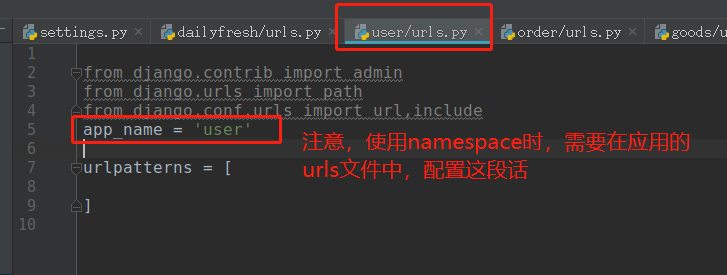 settings.py × dailyfresh/urls.py × user/urls.py × order/urls.py × goods/u
1
2 from django.contrib import admin
3 from django.urls import path
4 from django.conf.urls import url,include
5 app_name = 'user'
6
7 urlpatterns = [
8
9 ]
10
注意，使用namespace时，需要在应用的
urls文件中，配置这段话